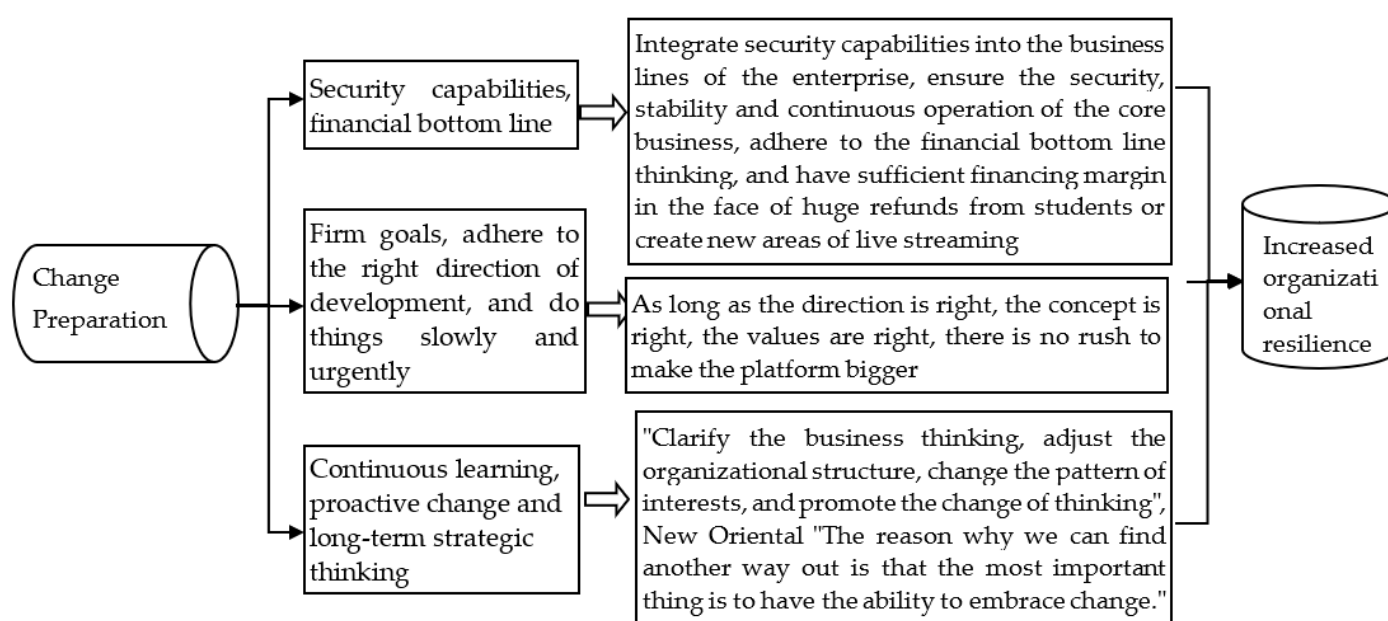 Change
Preparation
Security capabilities,
financial bottom line
Integrate security capabilities into the business
lines of the enterprise, ensure the security,
stability and continuous operation of the core
business, adhere to the financial bottom line
thinking, and have sufficient financing margin
in the face of huge refunds from students or
create new areas of live streaming
Firm goals, adhere to
the right direction of
development, and do
things slowly and
urgently
As long as the direction is right, the concept is
right, the values are right, there is no rush to
make the platform bigger
Continuous learning,
proactive change and
long-term strategic
thinking
"Clarify the business thinking, adjust the
organizational structure, change the pattern of
interests, and promote the change of thinking",
New Oriental "The reason why we can find
another way out is that the most important
thing is to have the ability to embrace change."
Increased
organizati
onal
resilience